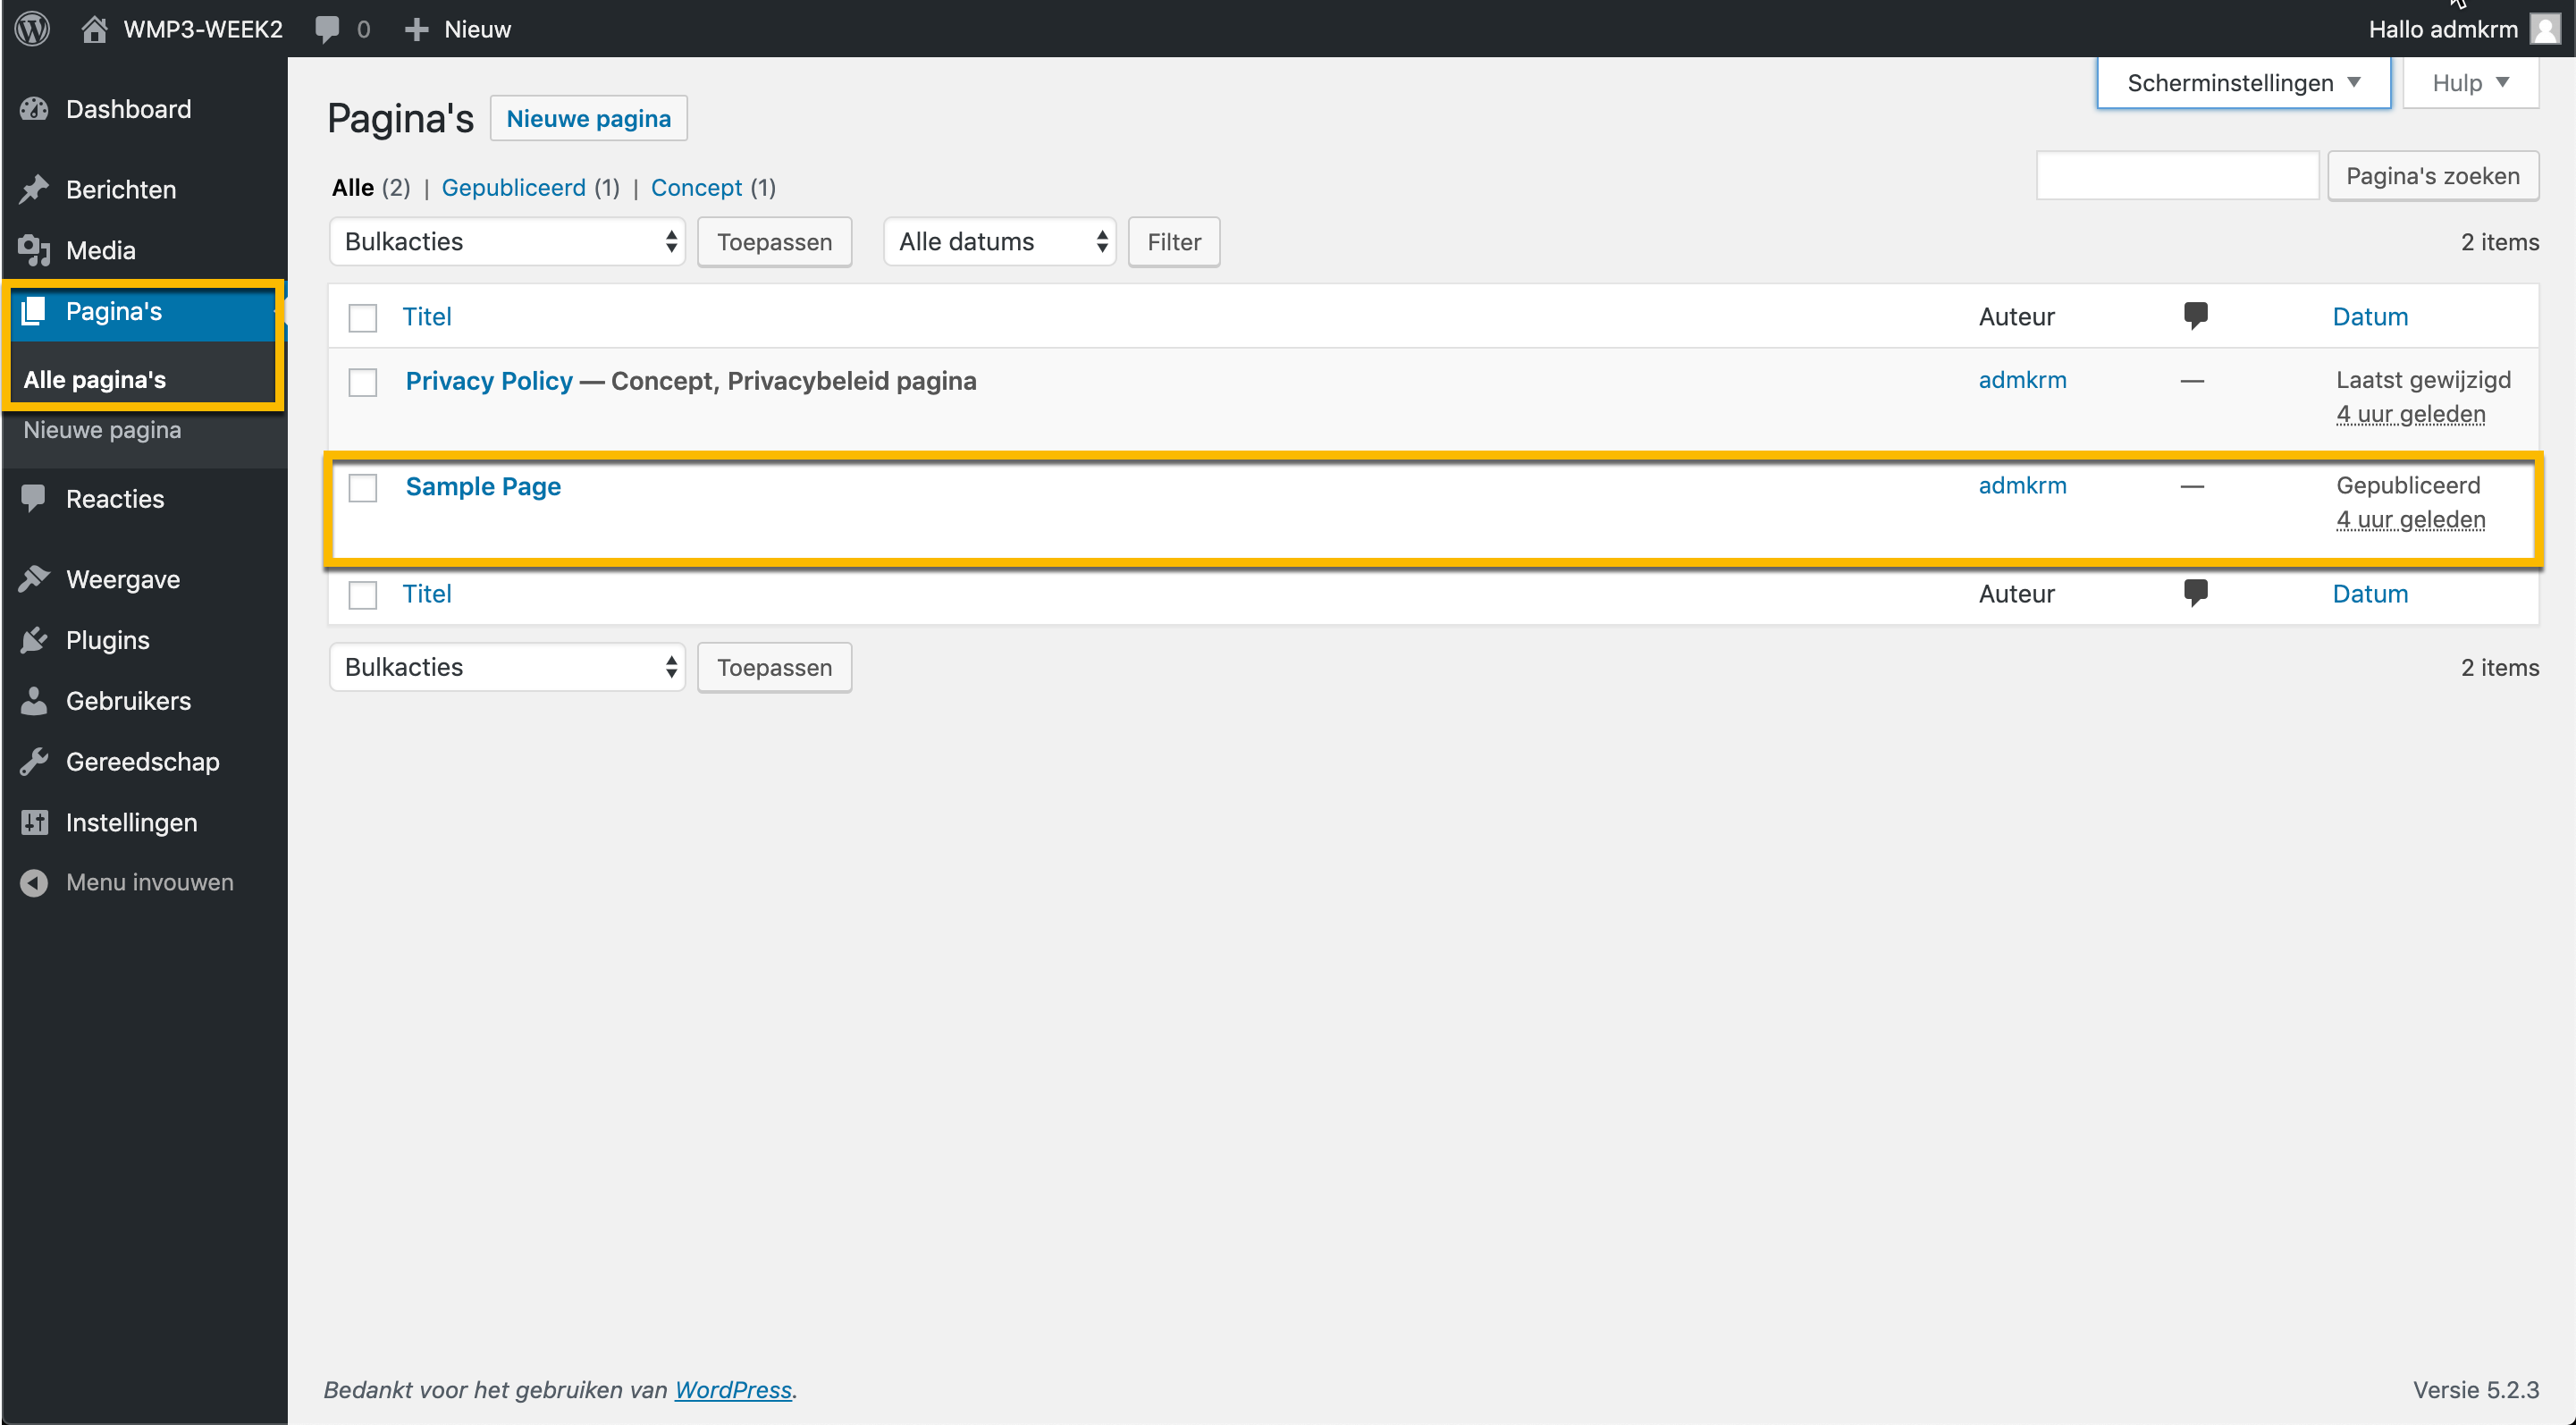 WMP3-WEEK2 0 Nieuw Hallo admkrm
Dashboard
Berichten
Media
Pagina's
Alle pagina's
Nieuwe pagina
Reacties
Weergave
Plugins
Gebruikers
Gereedschap
Instellingen
Menu invouwen
Scherminstellingen Hulp
Pagina's Nieuwe pagina
Alle (2) | Gepubliceerd (1) | Concept (1)
Pagina's zoeken
Bulkacties Toepassen Alle datums Filter 2 items
Titel Auteur Datum
Privacy Policy — Concept, Privacybeleid pagina admkrm — Laatst gewijzigd
4 uur geleden
Sample Page admkrm — Gepubliceerd
4 uur geleden
Titel Auteur Datum
Bulkacties Toepassen 2 items
Bedankt voor het gebruiken van WordPress. Versie 5.2.3